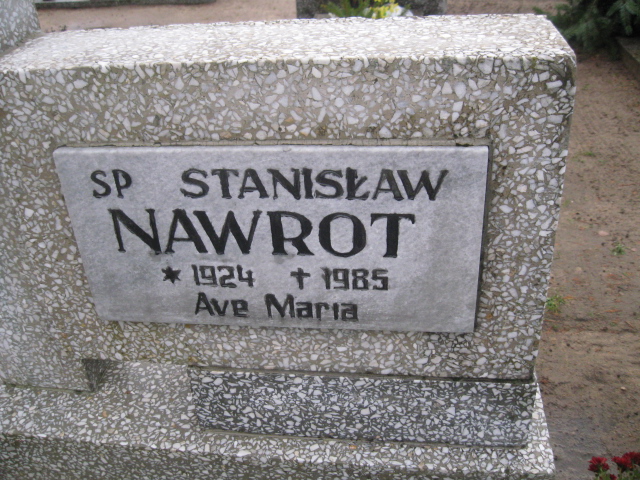 SP STANISŁAW
NAWROT
* 1924 † 1985
Ave Maria